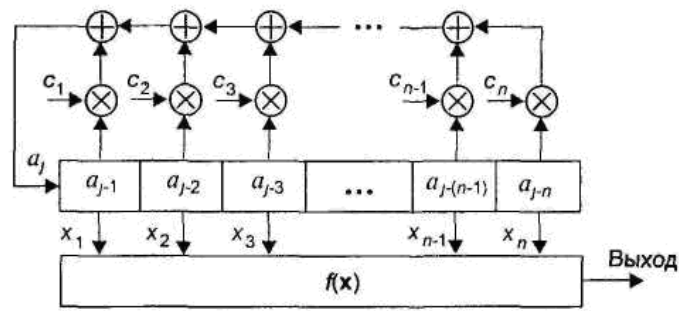 ...
c₁ c₂ c₃ cₙ₋₁ cₙ
aⱼ
aⱼ₋₁ aⱼ₋₂ aⱼ₋₃ ... aⱼ₋₍ₙ₋₁₎ aⱼ₋ₙ
x₁ x₂ x₃ xₙ₋₁ xₙ
f(x) Выход